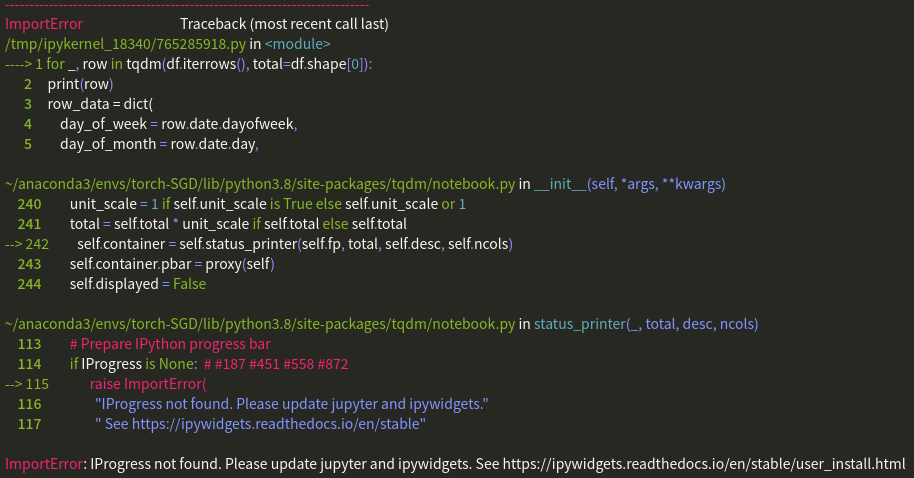 ---------------------------------------------------------------------------
ImportError                               Traceback (most recent call last)
/tmp/ipykernel_18340/765285918.py in <module>
----> 1 for _, row in tqdm(df.iterrows(), total=df.shape[0]):
      2     print(row)
      3     row_data = dict(
      4         day_of_week = row.date.dayofweek,
      5         day_of_month = row.date.day,
~/anaconda3/envs/torch-SGD/lib/python3.8/site-packages/tqdm/notebook.py in __init__(self, *args, **kwargs)
    240         unit_scale = 1 if self.unit_scale is True else self.unit_scale or 1
    241         total = self.total * unit_scale if self.total else self.total
--> 242         self.container = self.status_printer(self.fp, total, self.desc, self.ncols)
    243         self.container.pbar = proxy(self)
    244         self.displayed = False
~/anaconda3/envs/torch-SGD/lib/python3.8/site-packages/tqdm/notebook.py in status_printer(_, total, desc, ncols)
    113         # Prepare IPython progress bar
    114         if IProgress is None:  # #187 #451 #558 #872
--> 115             raise ImportError(
    116                 "IProgress not found. Please update jupyter and ipywidgets."
    117                 " See https://ipywidgets.readthedocs.io/en/stable"
ImportError: IProgress not found. Please update jupyter and ipywidgets. See https://ipywidgets.readthedocs.io/en/stable/user_install.html